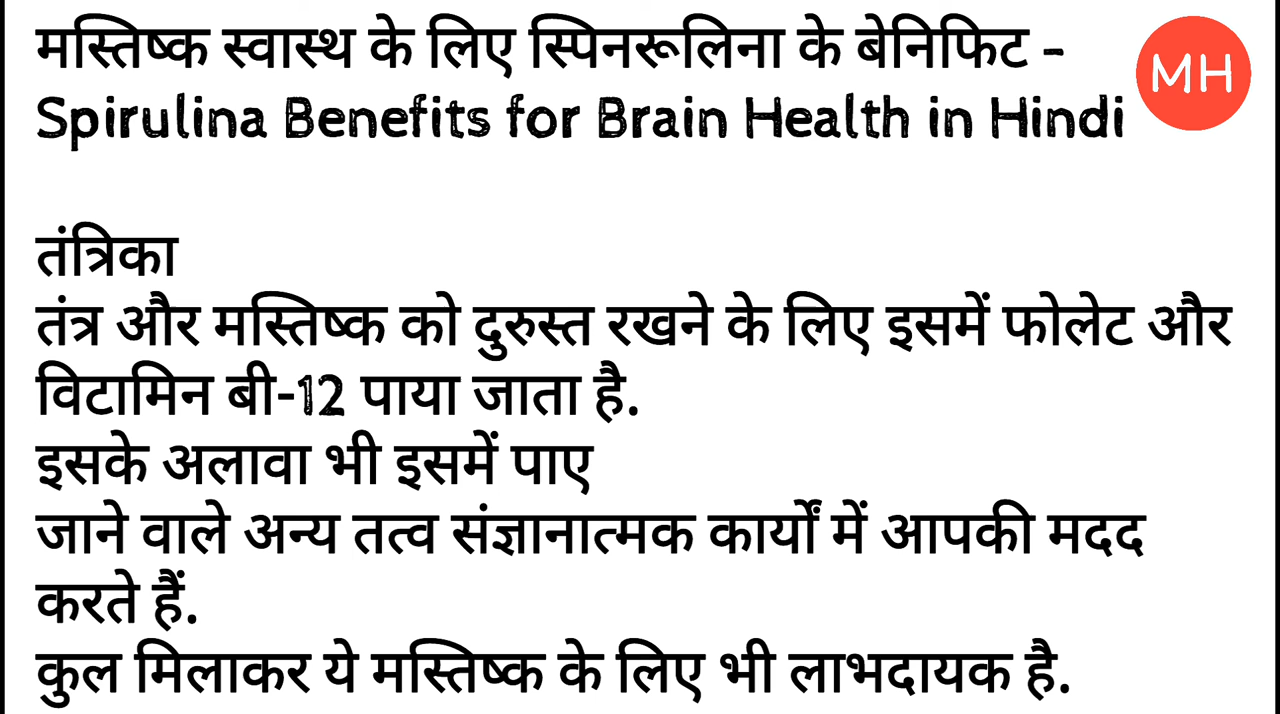 मस्तिष्क स्वास्थ के लिए स्पिनरूलिना के बेनिफिट -
Spirulina Benefits for Brain Health in Hindi
MH
तंत्रिका
तंत्र और मस्तिष्क को दुरुस्त रखने के लिए इसमें फोलेट और
विटामिन बी-12 पाया जाता है.
इसके अलावा भी इसमें पाए
जाने वाले अन्य तत्व संज्ञानात्मक कार्यों में आपकी मदद
करते हैं.
कुल मिलाकर ये मस्तिष्क के लिए भी लाभदायक है.